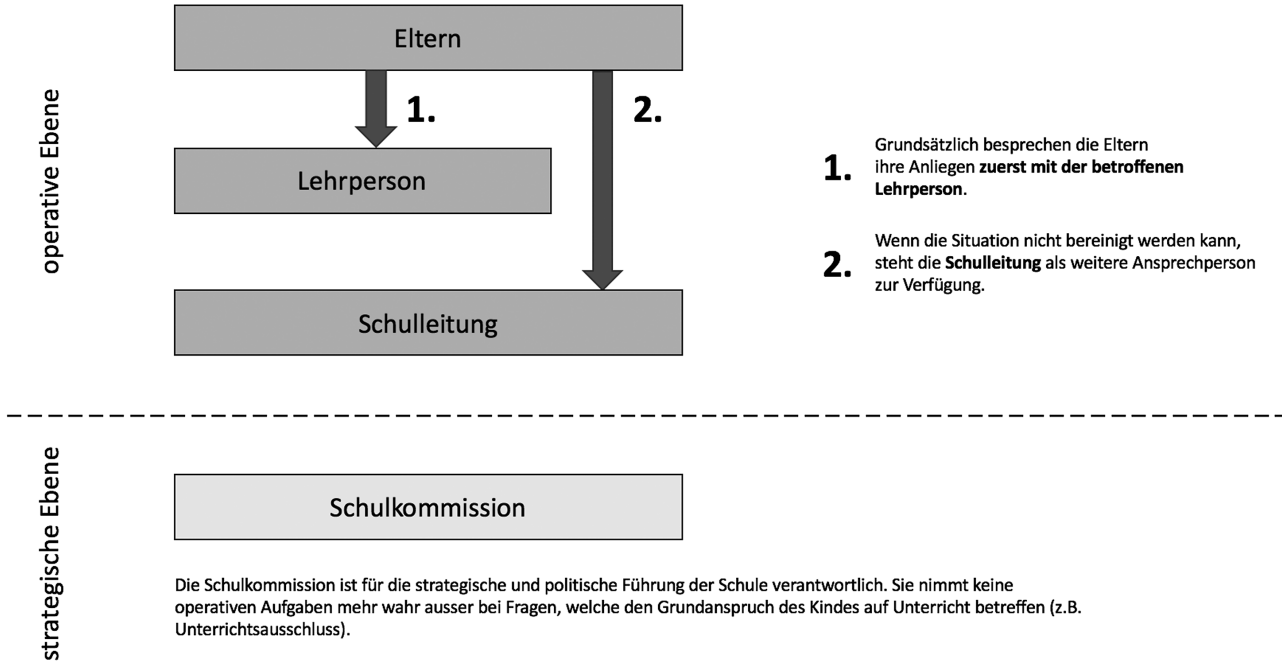 operative Ebene
Eltern
1.
2.
Lehrperson
Schulleitung
1.
Grundsätzlich besprechen die Eltern
ihre Anliegen zuerst mit der betroffenen
Lehrperson.
2.
Wenn die Situation nicht bereinigt werden kann,
steht die Schulleitung als weitere Ansprechperson
zur Verfügung.
strategische Ebene
Schulkommission
Die Schulkommission ist für die strategische und politische Führung der Schule verantwortlich. Sie nimmt keine
operativen Aufgaben mehr wahr ausser bei Fragen, welche den Grundanspruch des Kindes auf Unterricht betreffen (z.B.
Unterrichtsausschluss).